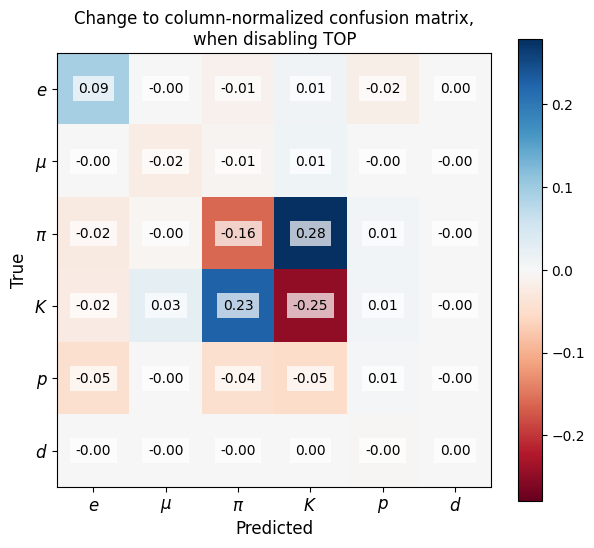 Change to column-normalized confusion matrix,
when disabling TOP
e 0.09 -0.00 -0.01 0.01 -0.02 0.00
μ -0.00 -0.02 -0.01 0.01 -0.00 -0.00
π -0.02 -0.00 -0.16 0.28 0.01 -0.00
K -0.02 0.03 0.23 -0.25 0.01 -0.00
p -0.05 -0.00 -0.04 -0.05 0.01 -0.00
d -0.00 -0.00 -0.00 0.00 -0.00 0.00
e μ π K p d
Predicted
True
0.2
0.1
0.0
−0.1
−0.2